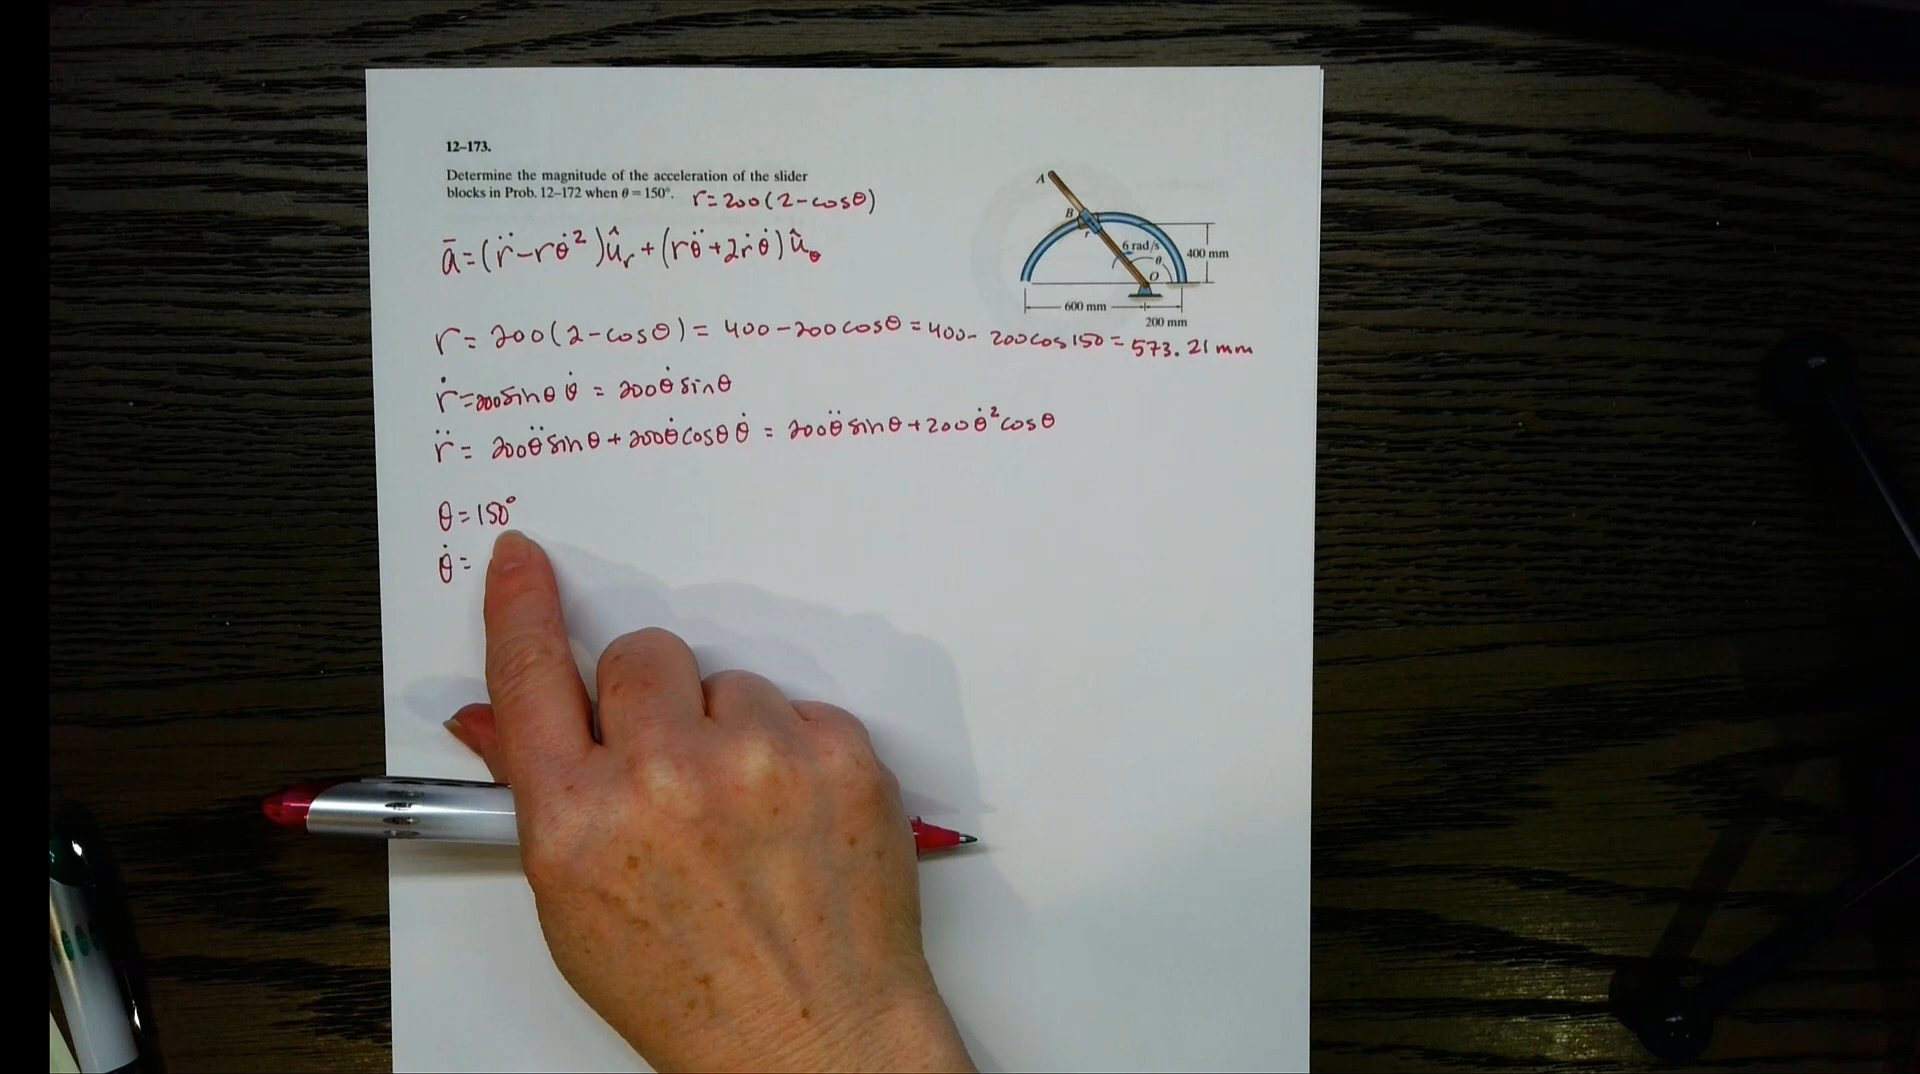 12–173.
Determine the magnitude of the acceleration of the slider
blocks in Prob. 12–172 when θ = 150°. r = 200(2-cosθ)
ā = (r̈ - rθ̇²)û_r + (rθ̈ + 2ṙθ̇)û_θ
A
B
r
6 rad/s
θ
O
400 mm
600 mm
200 mm
r = 200(2-cosθ) = 400-200cosθ = 400- 200cos150 = 573.21 mm
ṙ = 200sinθ θ̇ = 200θ̇ sinθ
r̈ = 200θ̈ sinθ + 200θ̇ cosθ θ̇ = 200θ̈ sinθ + 200θ̇² cosθ
θ = 150°
θ̇ =